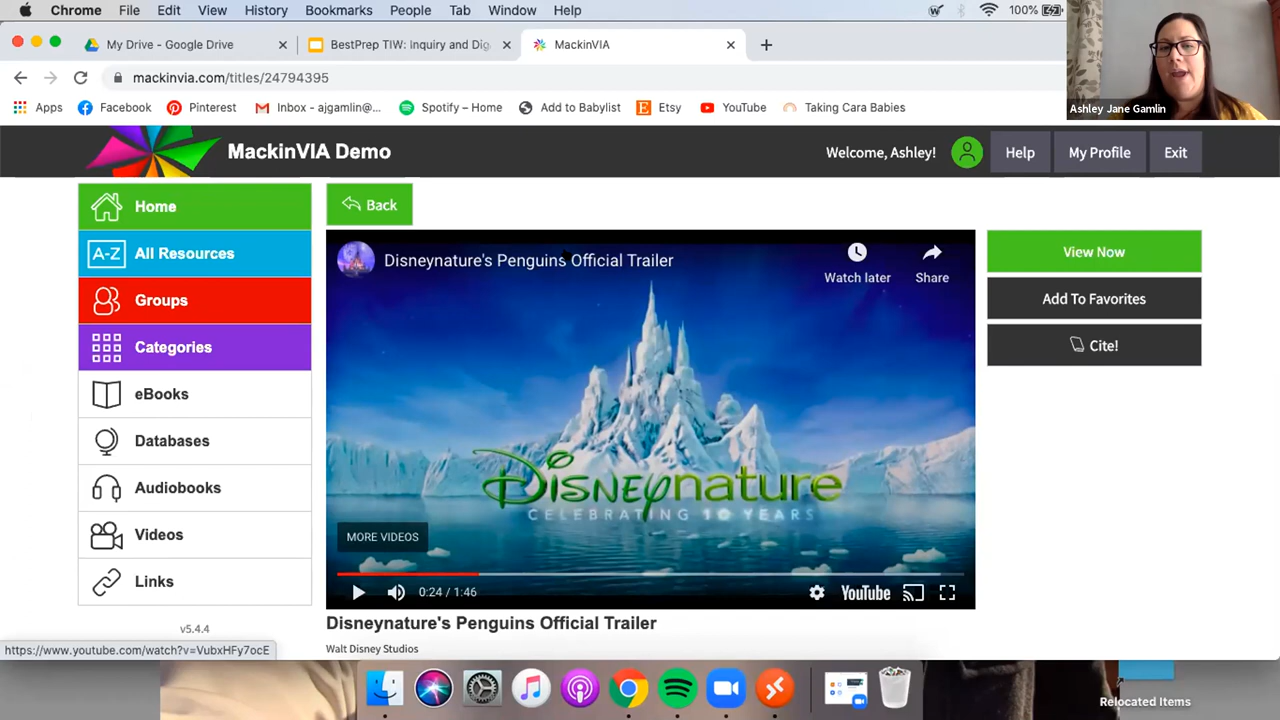 Chrome File Edit View History Bookmarks People Tab Window Help 100%
My Drive - Google Drive BestPrep TIW: Inquiry and Dig MackinVIA
mackinvia.com/titles/24794395
Apps Facebook Pinterest Inbox - ajgamlin@... Spotify – Home Add to Babylist Etsy YouTube Taking Cara Babies
Ashley Jane Gamlin
MackinVIA Demo
Welcome, Ashley! Help My Profile Exit
Home
A-Z All Resources
Groups
Categories
eBooks
Databases
Audiobooks
Videos
Links
v5.4.4
Back
Disneynature's Penguins Official Trailer
Watch later Share
Disneynature
CELEBRATING 10 YEARS
MORE VIDEOS
0:24 / 1:46 YouTube
Disneynature's Penguins Official Trailer
Walt Disney Studios
View Now
Add To Favorites
Cite!
https://www.youtube.com/watch?v=VubxHFy7ocE
Relocated Items